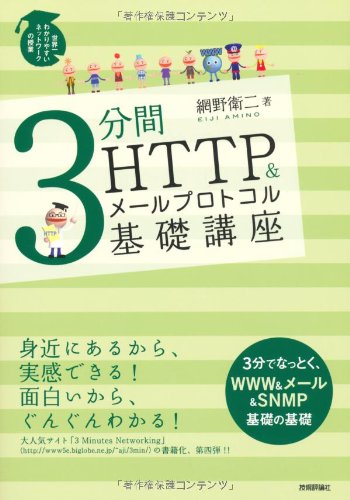 《著作権保護コンテンツ》
世界一
わかりやすい
ネットワーク
の授業
WWW
網野衛二 著
EIJI AMINO
3分間
HTTP&
メールプロトコル
基礎講座
HTTP
身近にあるから、
実感できる！
面白いから、
ぐんぐんわかる！
大人気サイト「3 Minutes Networking」
(http://www5e.biglobe.ne.jp/~aji/3min/) の書籍化、第四弾!!
3分でなっとく、
WWW&メール
&SNMP
基礎の基礎
技術評論社
《著作権保護コンテンツ》